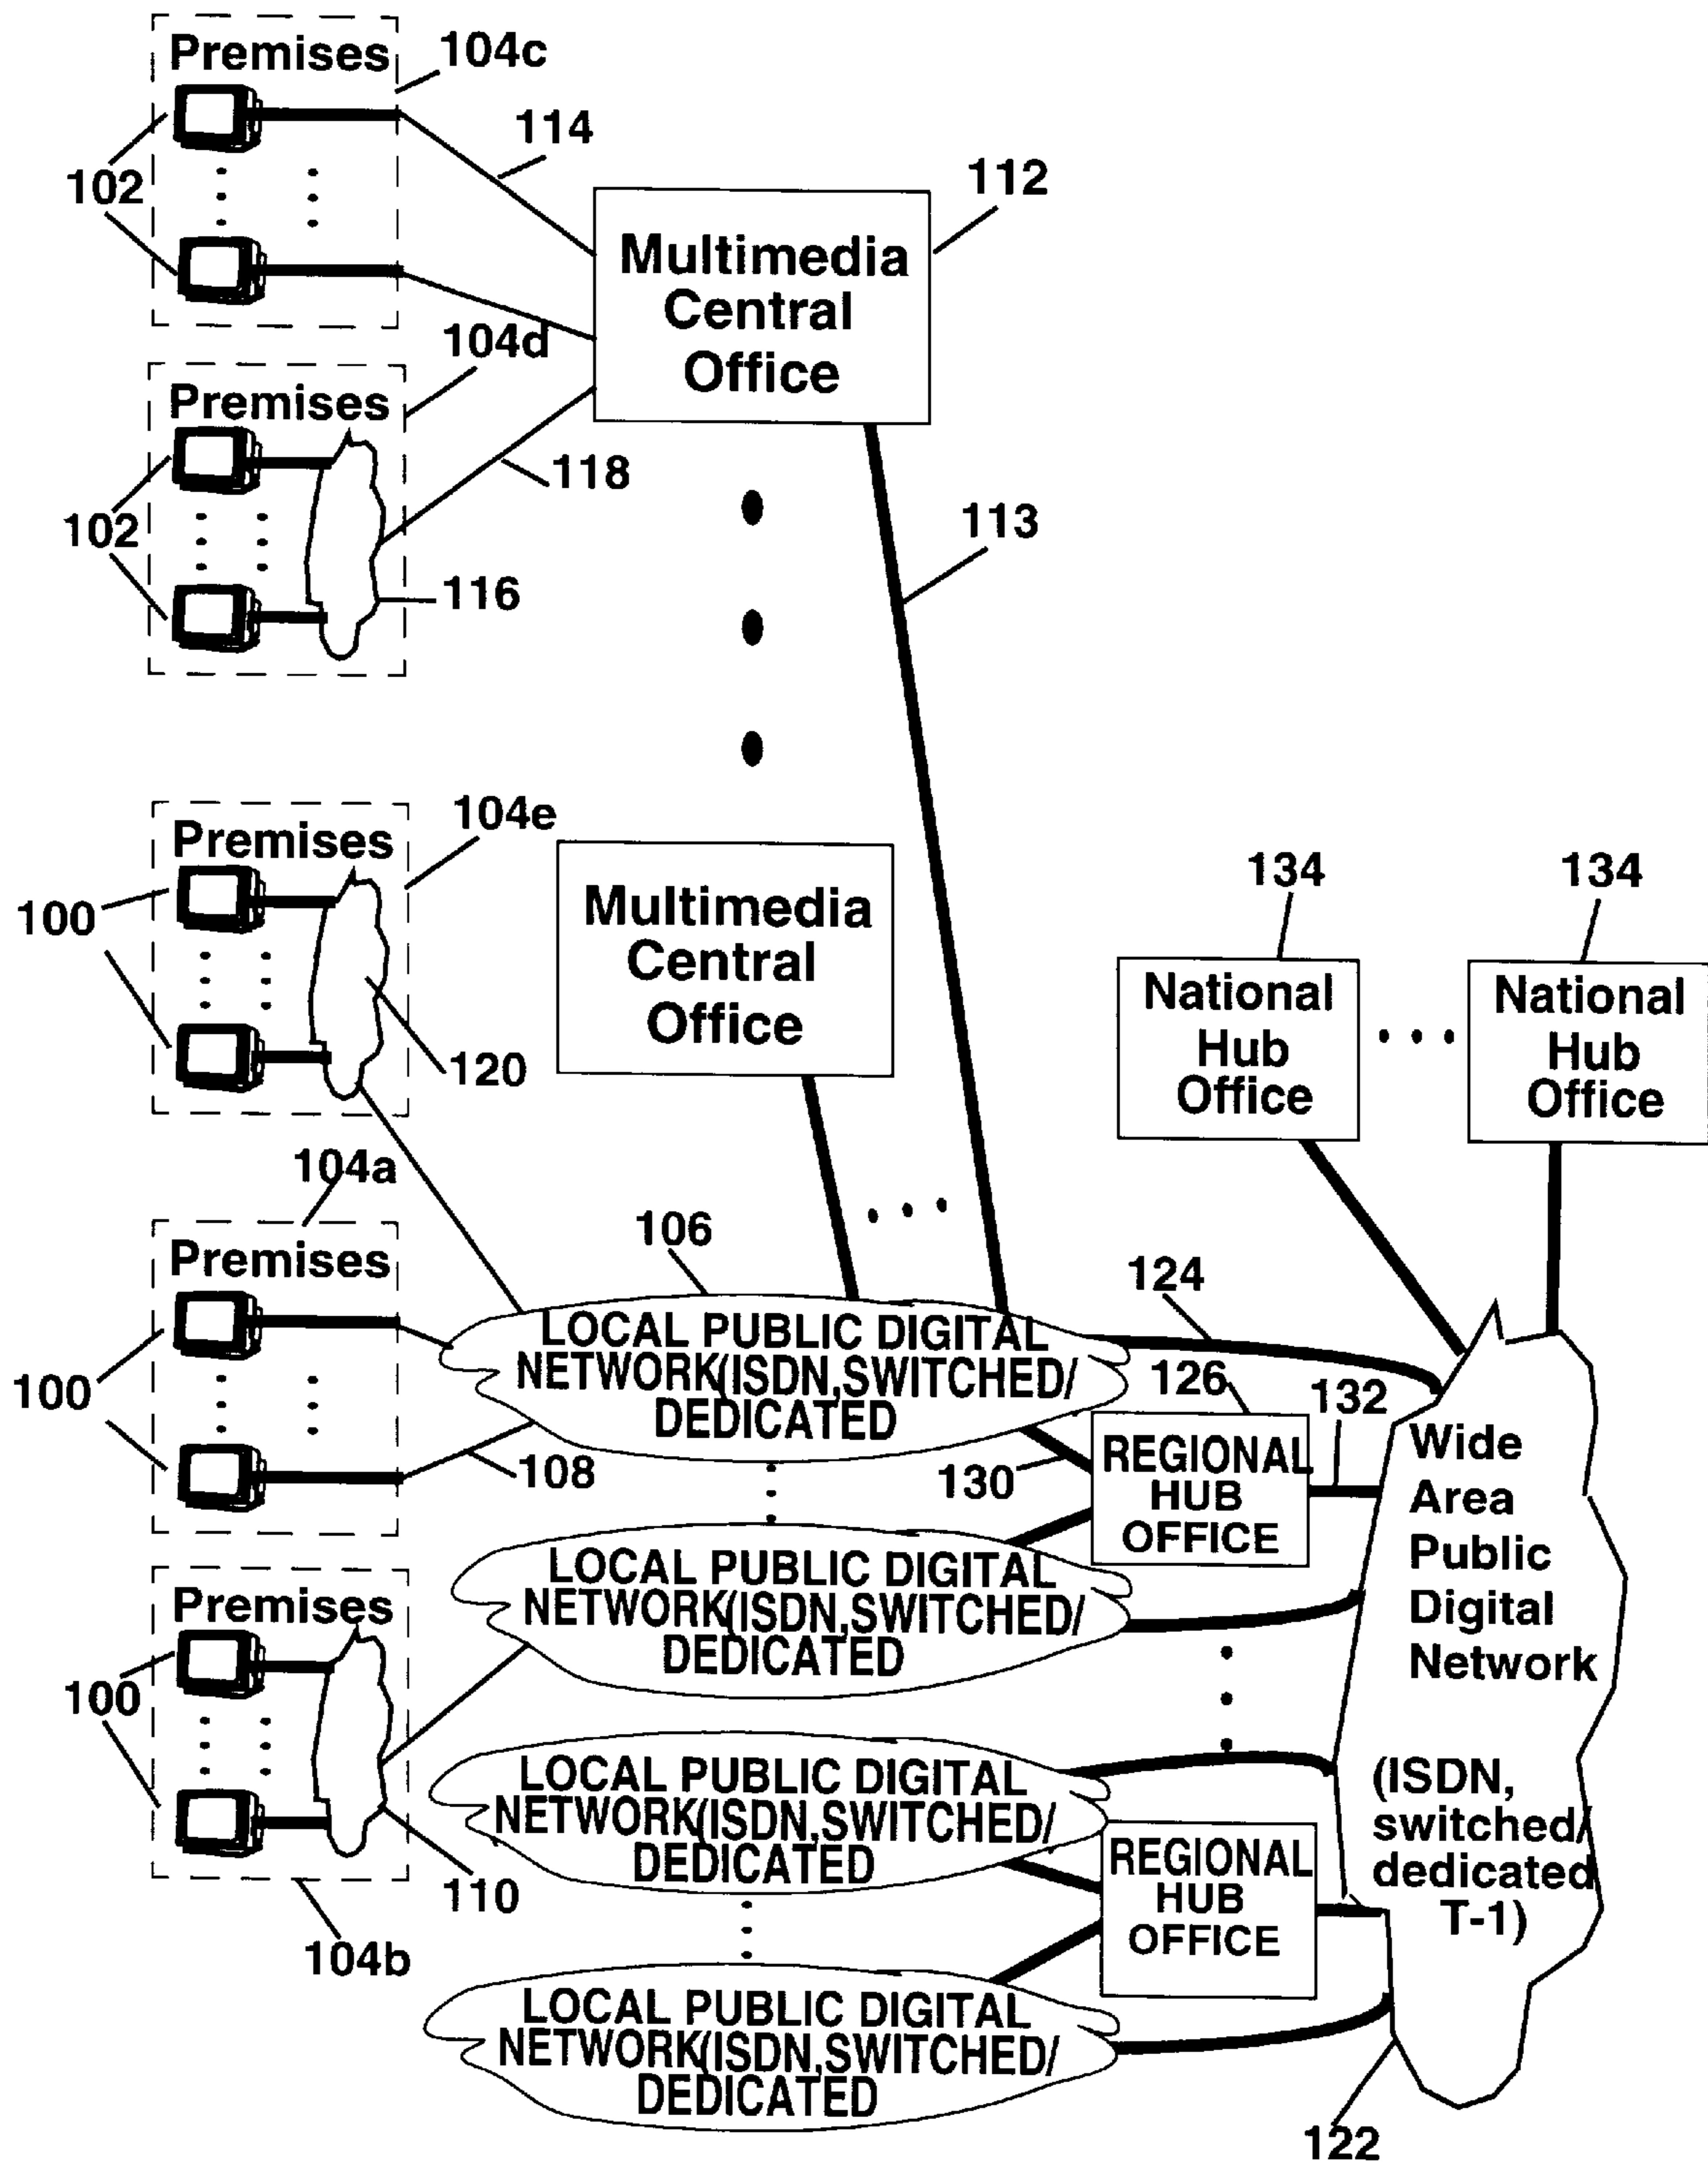 Premises
104c
114
102
112
Multimedia
Central
Office
104d
Premises
118
102
113
116
104e
Premises
134
134
100
Multimedia
Central
Office
National
Hub
Office
National
Hub
Office
120
104a
106
Premises
124
LOCAL PUBLIC DIGITAL
NETWORK(ISDN,SWITCHED/
DEDICATED
126
132
100
108
130
REGIONAL
HUB
OFFICE
Wide
Area
Public
Digital
Network
(ISDN,
switched/
dedicated
T-1)
LOCAL PUBLIC DIGITAL
NETWORK(ISDN,SWITCHED/
DEDICATED
Premises
100
LOCAL PUBLIC DIGITAL
NETWORK(ISDN,SWITCHED/
DEDICATED
REGIONAL
HUB
OFFICE
110
104b
LOCAL PUBLIC DIGITAL
NETWORK(ISDN,SWITCHED/
DEDICATED
122